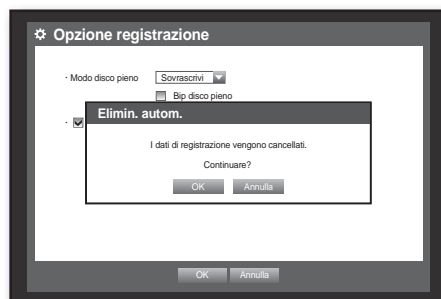 Opzione registrazione
· Modo disco pieno Sovrascrivi
Bip disco pieno
·
Elimin. autom.
I dati di registrazione vengono cancellati.
Continuare?
OK Annulla
OK Annulla